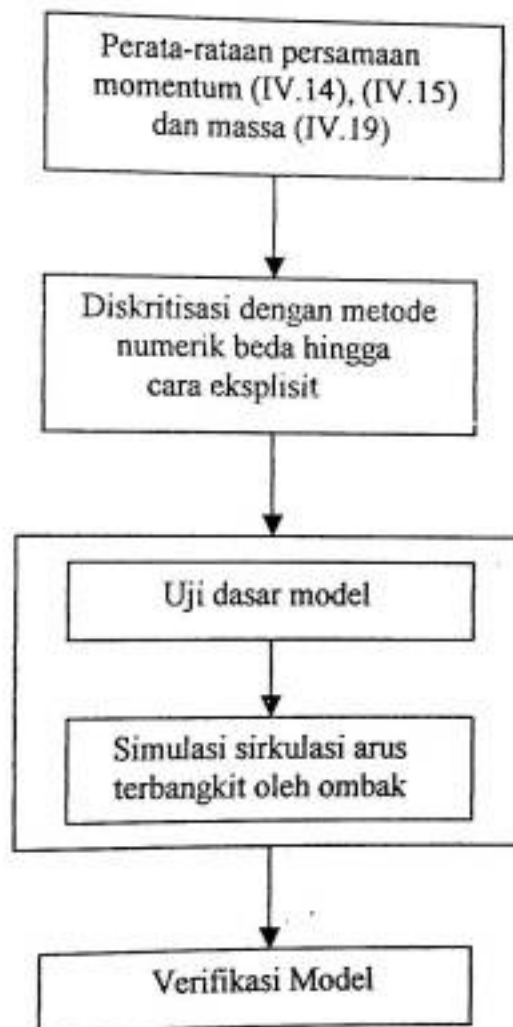 Perata-rataan persamaan
momentum (IV.14), (IV.15)
dan massa (IV.19)
Diskritisasi dengan metode
numerik beda hingga
cara eksplisit
Uji dasar model
Simulasi sirkulasi arus
terbangkit oleh ombak
Verifikasi Model